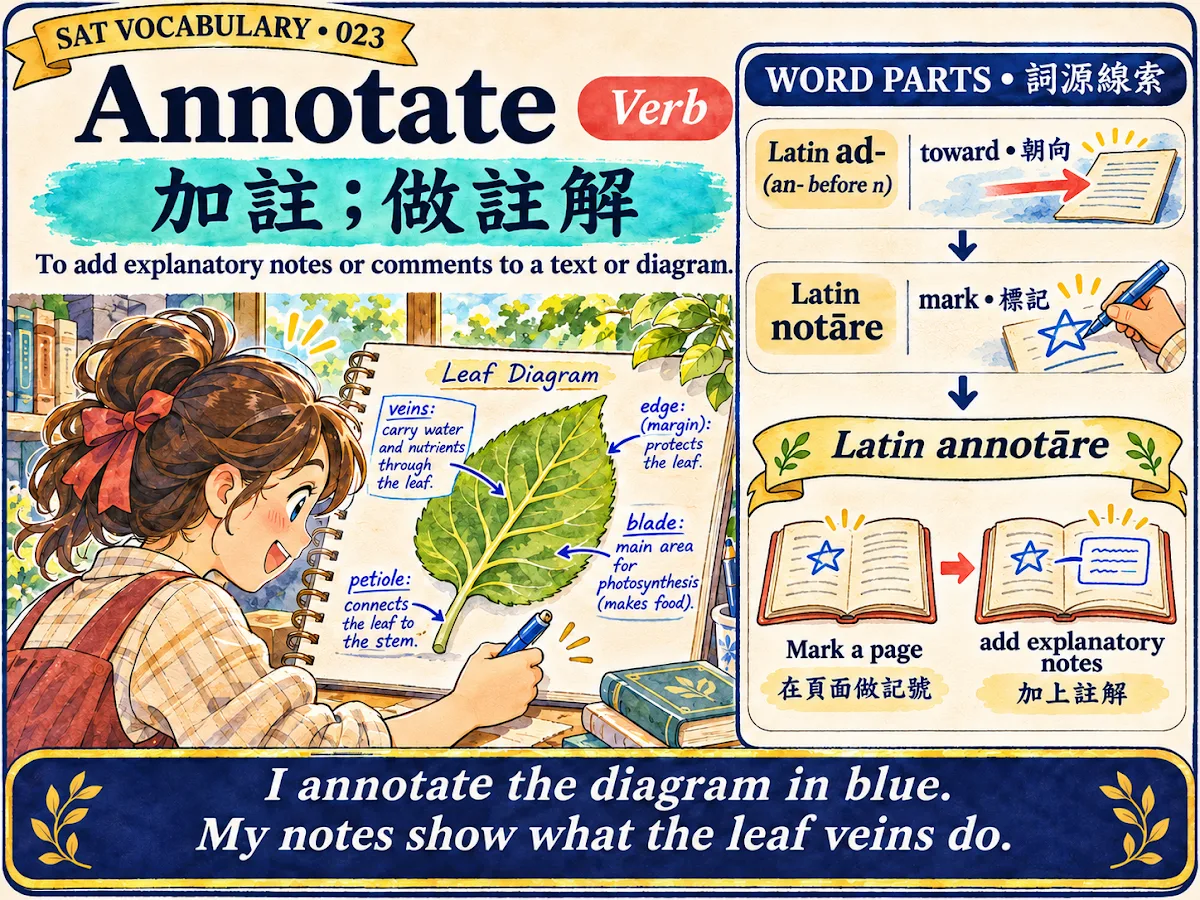 SAT VOCABULARY • 023
Annotate
Verb
加註；做註解
To add explanatory notes or comments to a text or diagram.
Leaf Diagram
veins:
carry water
and nutrients
through
the leaf.
edge:
(margin):
protects
the leaf.
blade:
main area
for
photosynthesis
(makes food).
petiole:
connects
the leaf to
the stem.
WORD PARTS • 詞源線索
Latin ad-
(an- before n)
toward • 朝向
Latin
notāre
mark • 標記
Latin annotāre
Mark a page
在頁面做記號
add explanatory
notes
加上註解
I annotate the diagram in blue.
My notes show what the leaf veins do.